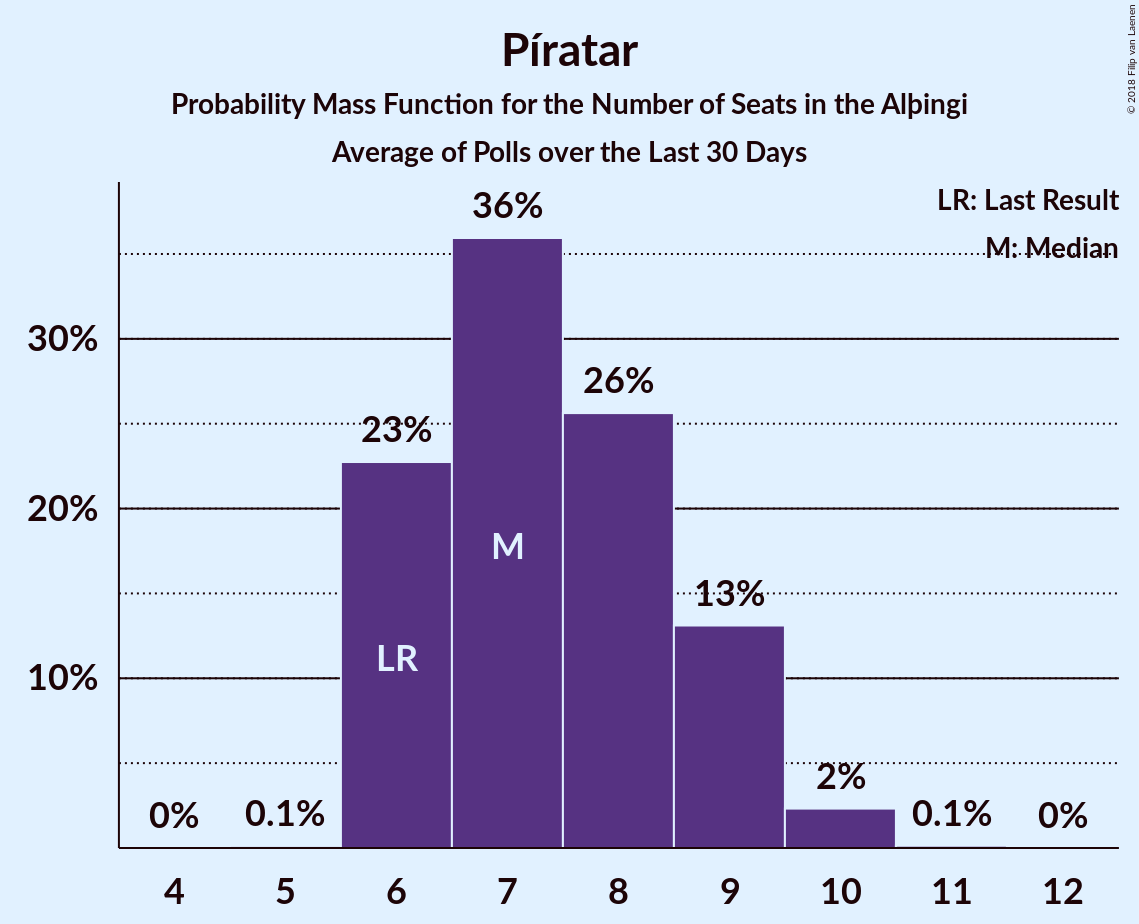 Píratar
Probability Mass Function for the Number of Seats in the Alþingi
Average of Polls over the Last 30 Days
© 2018 Filip van Laenen
LR: Last Result
M: Median
36%
30%
26%
23%
20%
M
13%
LR
10%
2%
0% 0.1% 0.1% 0%
4 5 6 7 8 9 10 11 12